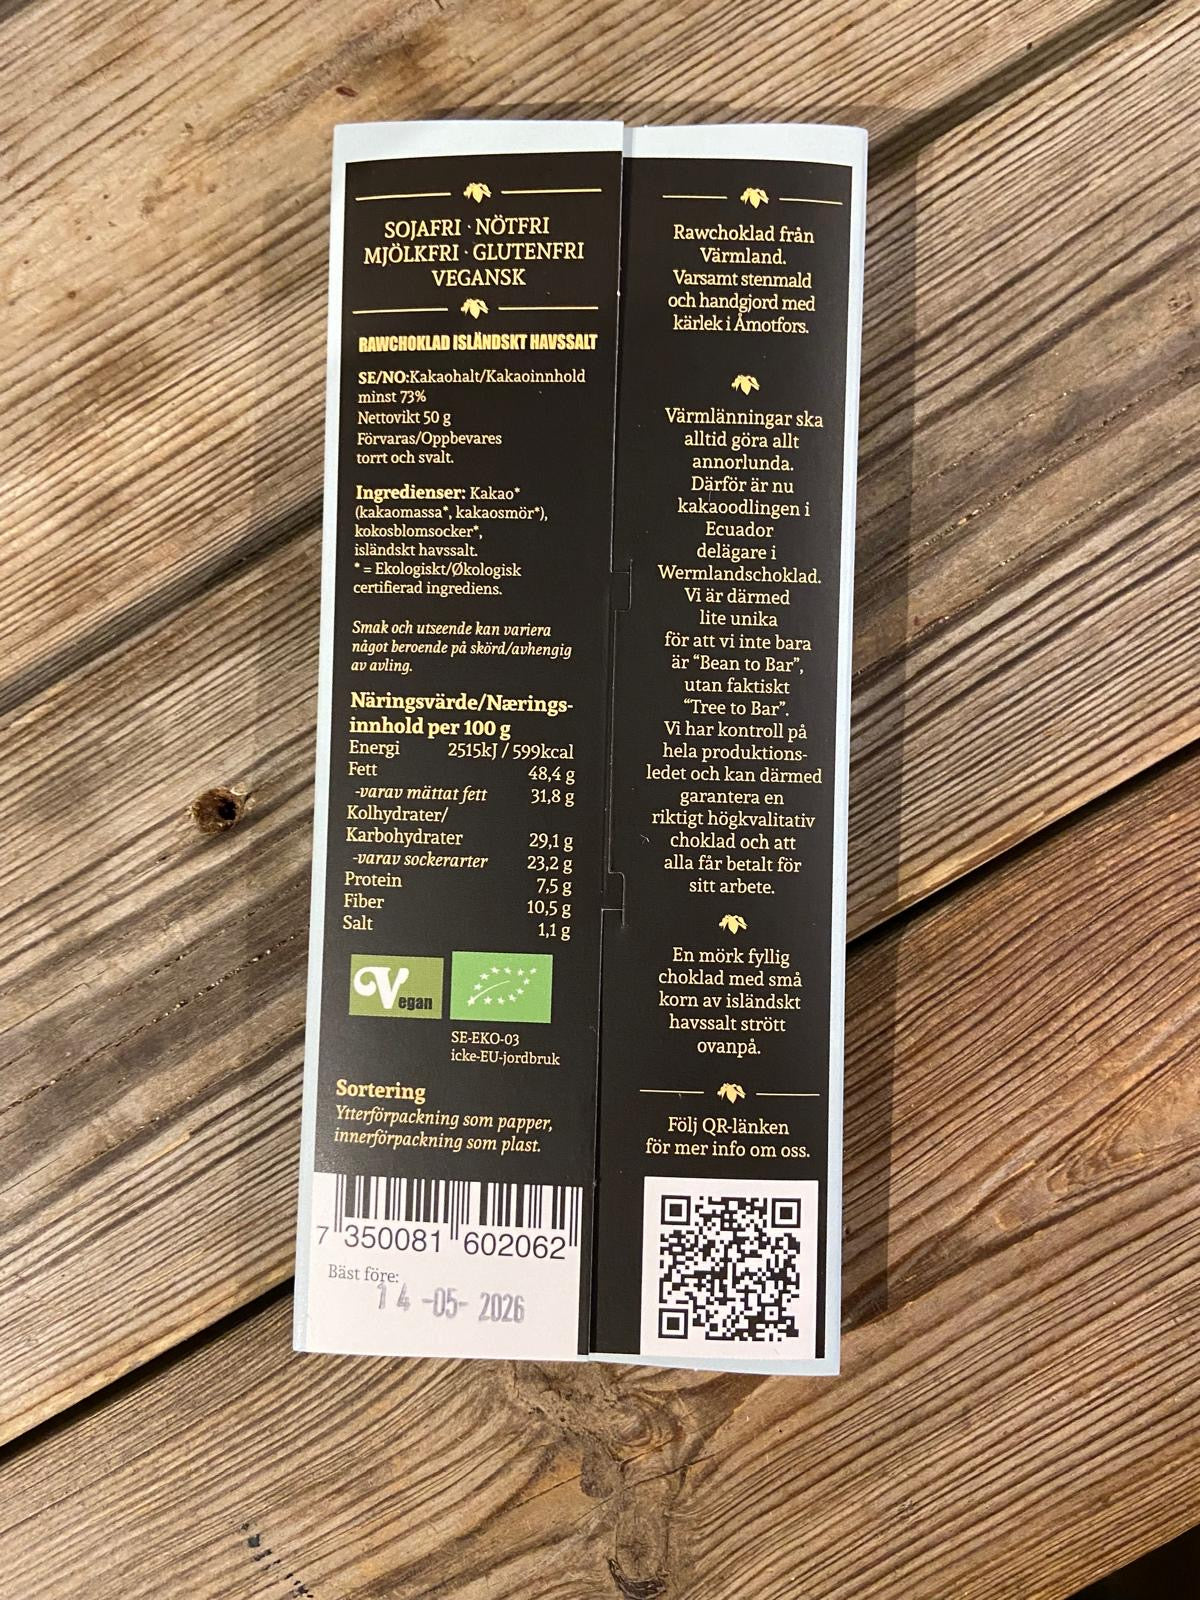 SOJAFRI · NÖTFRI
MJÖLKFRI · GLUTENFRI
VEGANSK
RAWCHOKLAD ISLÄNDSKT HAVSSALT
SE/NO:Kakaohalt/Kakaoinnhold
minst 73%
Nettovikt 50 g
Förvaras/Oppbevares
torrt och svalt.
Ingredienser: Kakao*
(kakaomassa*, kakaosmör*),
kokosblomsocker*,
isländskt havssalt.
* = Ekologiskt/Økologisk
certifierad ingrediens.
Smak och utseende kan variera
något beroende på skörd/avhengig
av avling.
Näringsvärde/Nærings-
innhold per 100 g
Energi 2515kJ / 599kcal
Fett 48,4 g
-varav mättat fett 31,8 g
Kolhydrater/
Karbohydrater 29,1 g
-varav sockerarter 23,2 g
Protein 7,5 g
Fiber 10,5 g
Salt 1,1 g
Vegan
SE-EKO-03
icke-EU-jordbruk
Sortering
Ytterförpackning som papper,
innerförpackning som plast.
7 350081 602062
Bäst före:
14 -05- 2026
Rawchoklad från
Värmland.
Varsamt stenmald
och handgjord med
kärlek i Åmotfors.
Värmlänningar ska
alltid göra allt
annorlunda.
Därför är nu
kakaoodlingen i
Ecuador
delägare i
Wermlandschoklad.
Vi är därmed
lite unika
för att vi inte bara
är “Bean to Bar”,
utan faktiskt
“Tree to Bar”.
Vi har kontroll på
hela produktions-
ledet och kan därmed
garantera en
riktigt högkvalitativ
choklad och att
alla får betalt för
sitt arbete.
En mörk fyllig
choklad med små
korn av isländskt
havssalt strött
ovanpå.
Följ QR-länken
för mer info om oss.